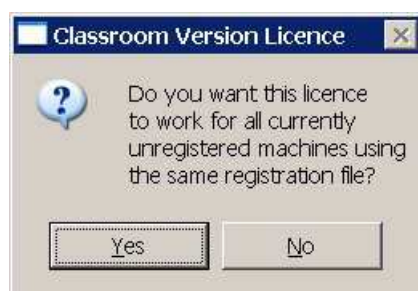 Classroom Version Licence
Do you want this licence
to work for all currently
unregistered machines using
the same registration file?
Yes
No